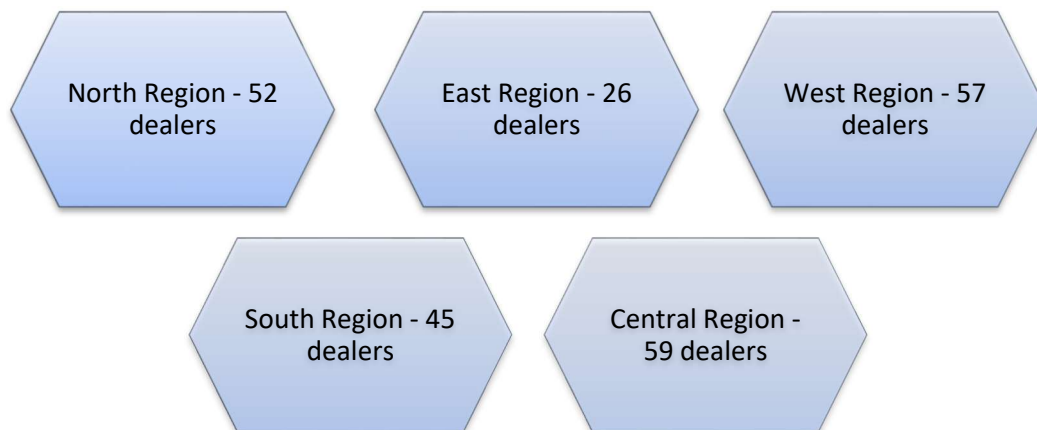 North Region - 52
dealers
East Region - 26
dealers
West Region - 57
dealers
South Region - 45
dealers
Central Region -
59 dealers